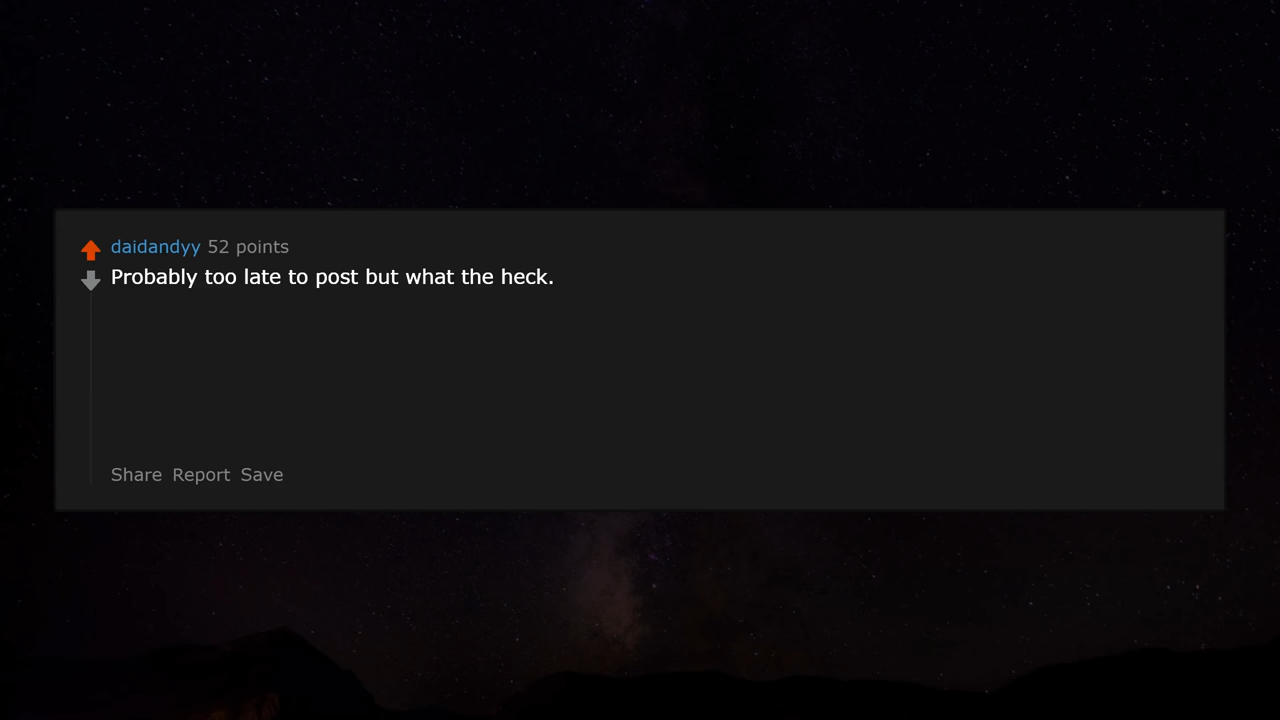 daidandyy 52 points
Probably too late to post but what the heck.
Share Report Save